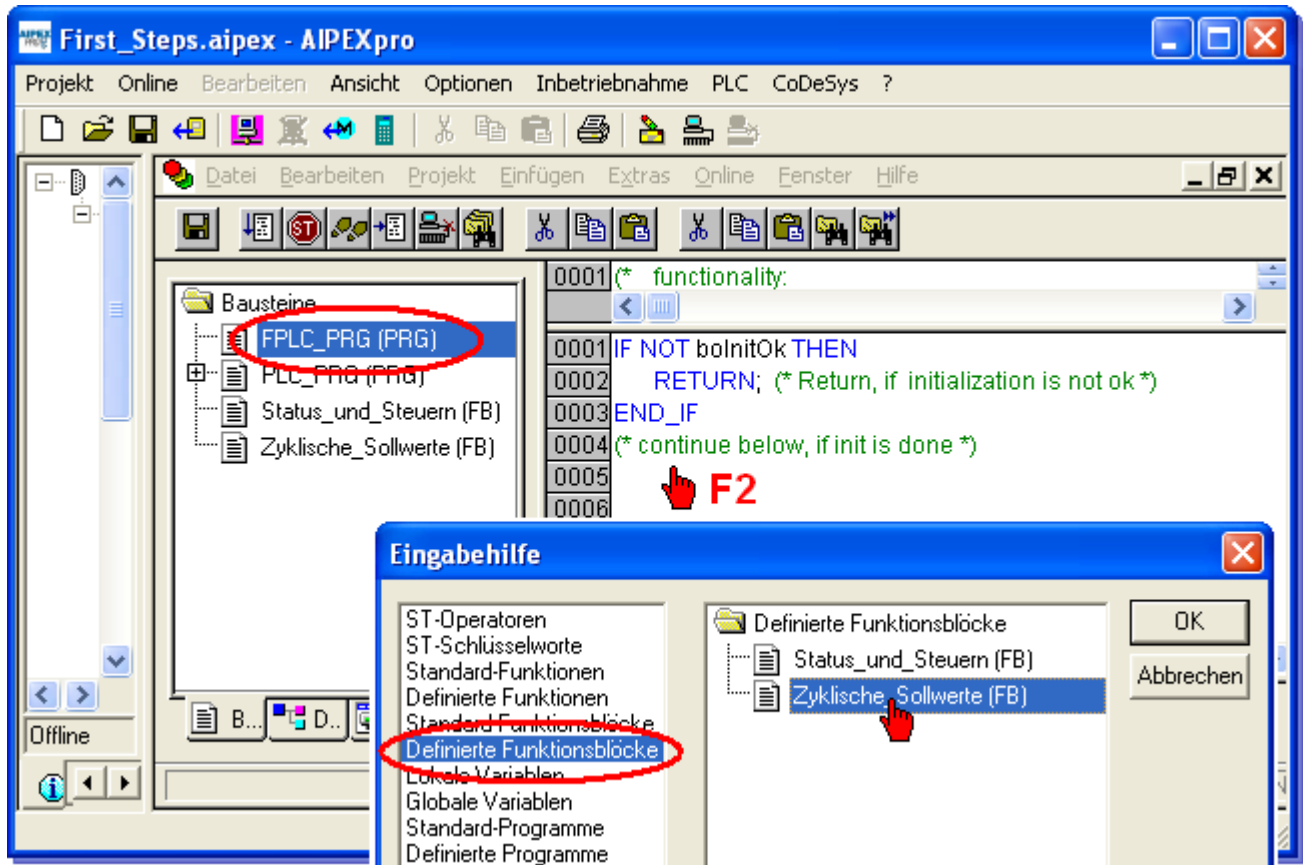 First_Steps.aipex - AIPEXpro
Projekt Online Bearbeiten Ansicht Optionen Inbetriebnahme PLC CoDeSys ?
Datei Bearbeiten Projekt Einfügen Extras Online Fenster Hilfe
ST
Bausteine
FPLC_PRG (PRG)
PLC_PRG (PRG)
Status_und_Steuern (FB)
Zyklische_Sollwerte (FB)
B... D..
Offline
0001 (* functionality:
0001 IF NOT boInitOk THEN
0002 RETURN; (* Return, if initialization is not ok *)
0003 END_IF
0004 (* continue below, if init is done *)
0005
F2
0006
Eingabehilfe
ST-Operatoren
ST-Schlüsselworte
Standard-Funktionen
Definierte Funktionen
Standard-Funktionsblöcke
Definierte Funktionsblöcke
Lokale Variablen
Globale Variablen
Standard-Programme
Definierte Programme
Definierte Funktionsblöcke
Status_und_Steuern (FB)
Zyklische_Sollwerte (FB)
OK
Abbrechen